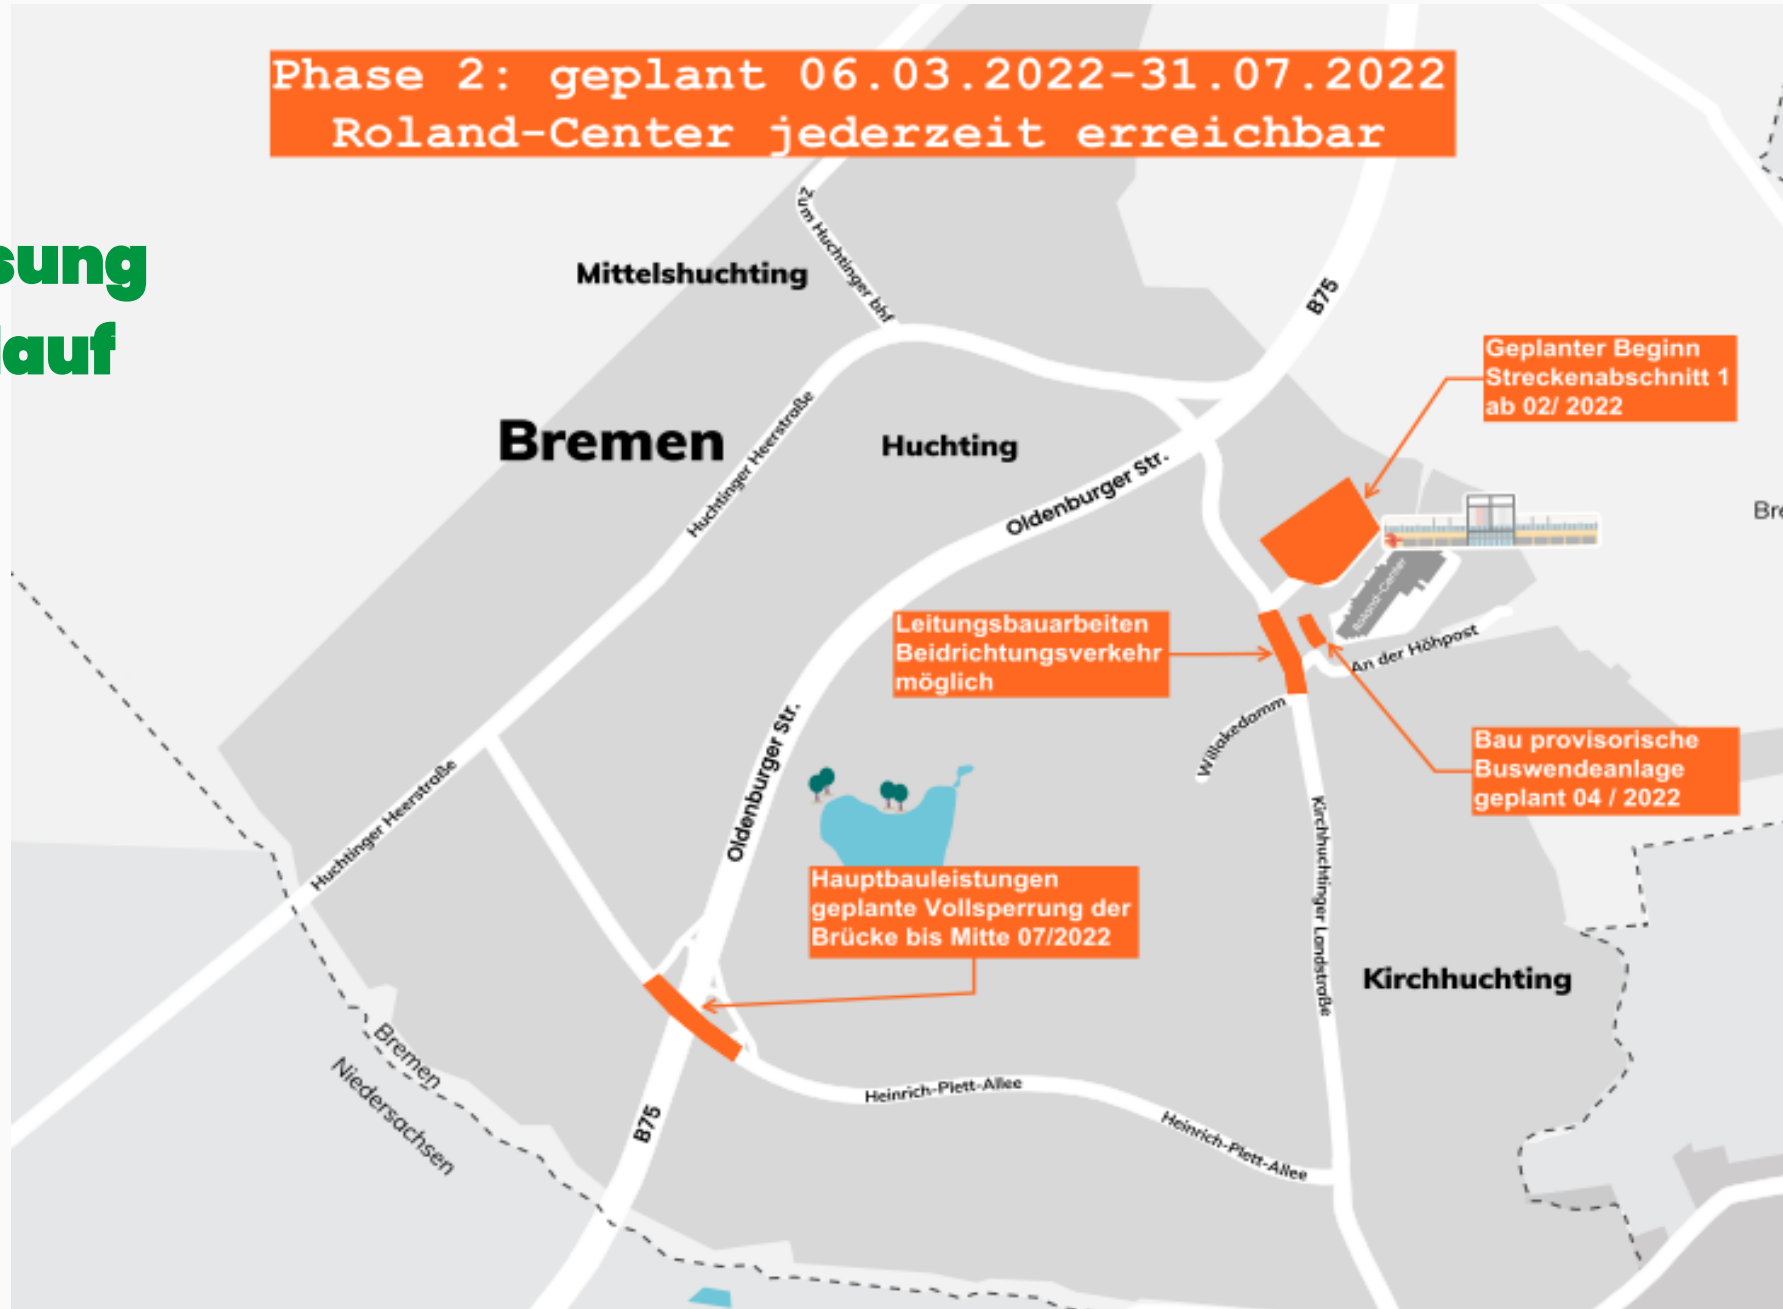 Phase 2: geplant 06.03.2022-31.07.2022
Roland-Center jederzeit erreichbar
Zum Huchtinger bhf
Mittelshuchting
B75
Geplanter Beginn
Streckenabschnitt 1
ab 02/ 2022
Bremen
Huchting
Huchtinger Heerstraße
Oldenburger Str.
Roland-Center
Leitungsbauarbeiten
Beidrichtungsverkehr
möglich
An der Höhpost
Willakedamm
Oldenburger Str.
Bau provisorische
Buswendeanlage
geplant 04 / 2022
Huchtinger Heerstraße
Kirchhuchtinger Landstraße
Hauptbauleistungen
geplante Vollsperrung der
Brücke bis Mitte 07/2022
Kirchhuchting
Bremen
Niedersachsen
B75
Heinrich-Plett-Allee
Heinrich-Plett-Allee